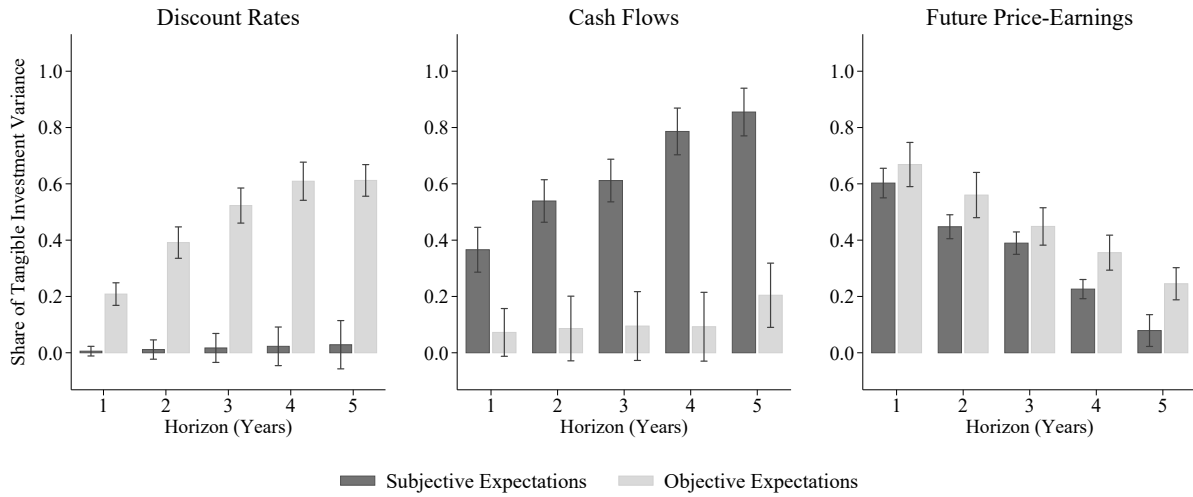 Discount Rates
Cash Flows
Future Price-Earnings
Share of Tangible Investment Variance
1.0
0.8
0.6
0.4
0.2
0.0
1 2 3 4 5
Horizon (Years)
1.0
0.8
0.6
0.4
0.2
0.0
1 2 3 4 5
Horizon (Years)
1.0
0.8
0.6
0.4
0.2
0.0
1 2 3 4 5
Horizon (Years)
Subjective Expectations
Objective Expectations